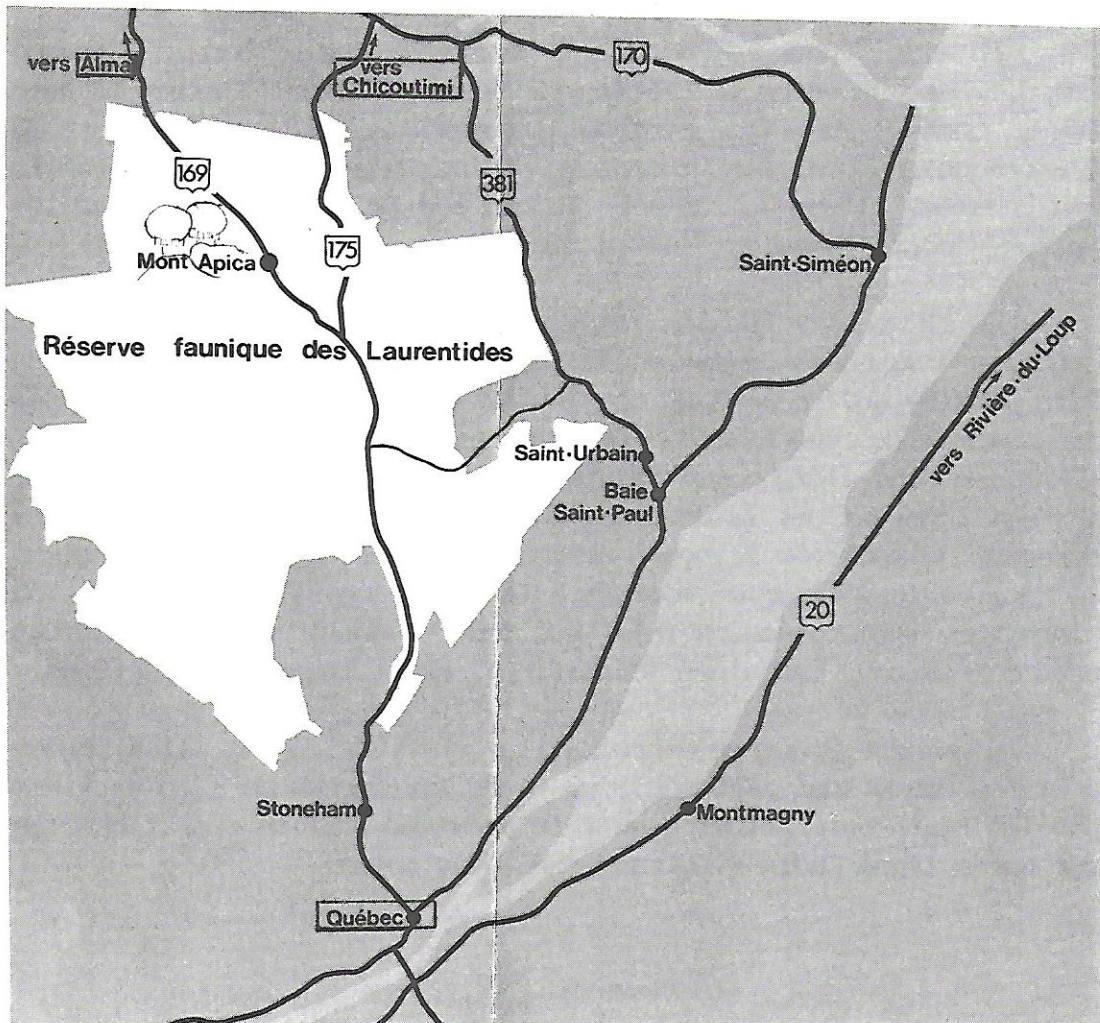 170
vers Alma
vers
Chicoutimi
169
381
175
Mont Apica
Saint-Siméon
Réserve faunique des Laurentides
vers Rivière-du-Loup
Saint-Urbain
Baie
Saint-Paul
20
Stoneham
Montmagny
Québec